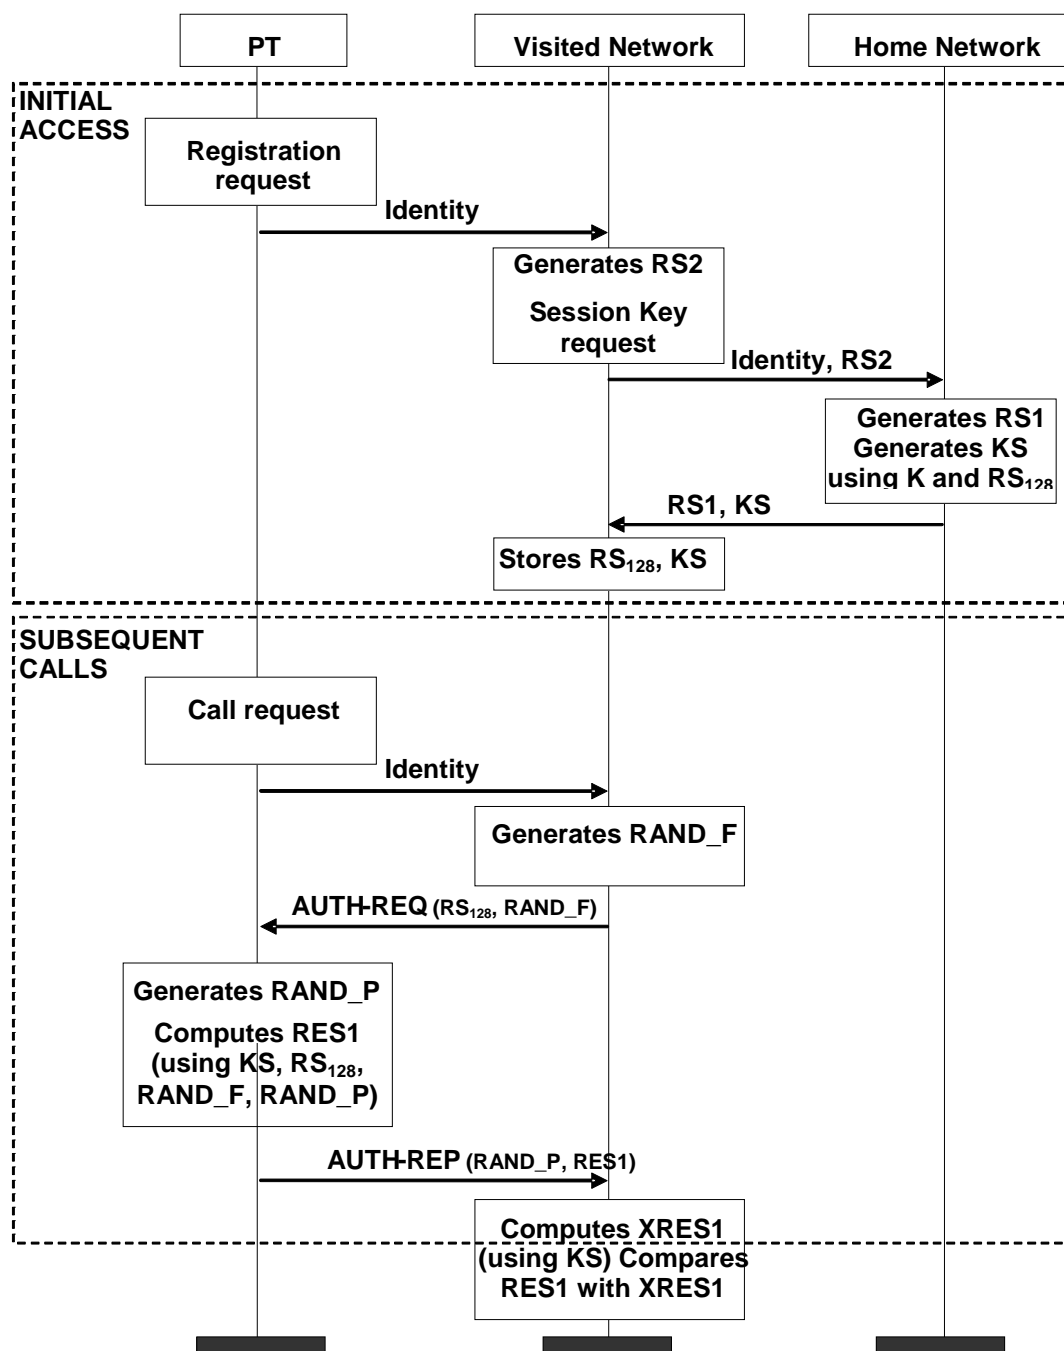 PT
Visited Network
Home Network
INITIAL
ACCESS
Registration
request
Identity
Generates RS2
Session Key
request
Identity, RS2
Generates RS1
Generates KS
using K and RS₁₂₈
RS1, KS
Stores RS₁₂₈, KS
SUBSEQUENT
CALLS
Call request
Identity
Generates RAND_F
AUTH-REQ (RS₁₂₈, RAND_F)
Generates RAND_P
Computes RES1
(using KS, RS₁₂₈,
RAND_F, RAND_P)
AUTH-REP (RAND_P, RES1)
Computes XRES1
(using KS) Compares
RES1 with XRES1